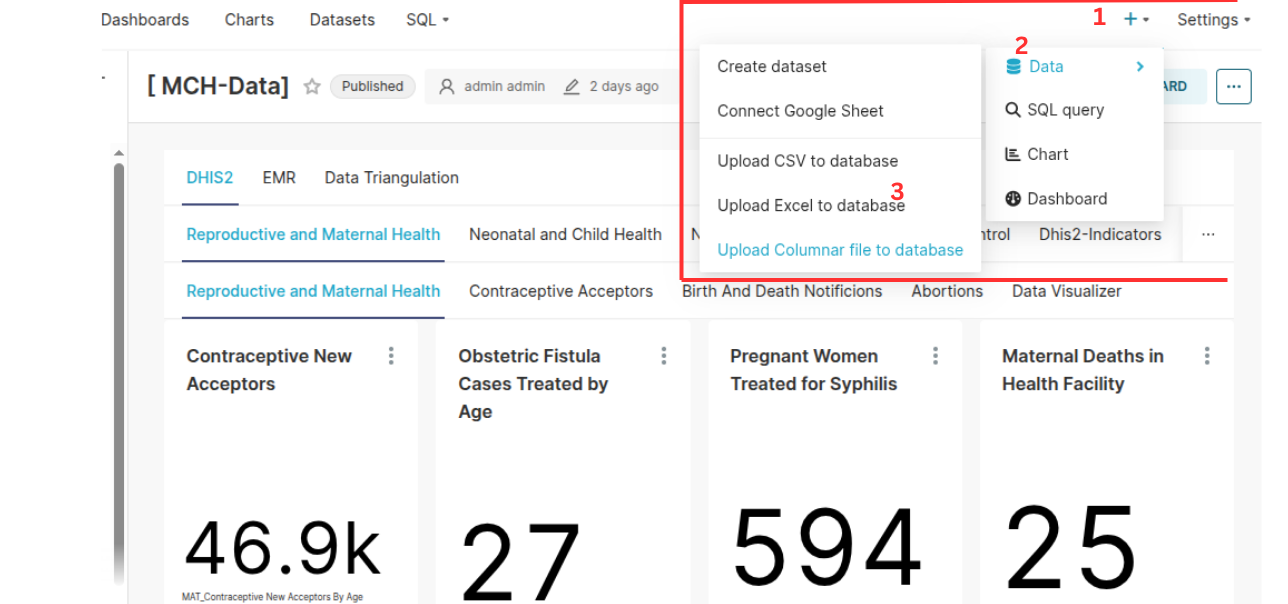 Dashboards Charts Datasets SQL 1 + Settings
[ MCH-Data] Published admin admin 2 days ago ...
2
Data
SQL query
Chart
Dashboard
Create dataset
Connect Google Sheet
Upload CSV to database
3
Upload Excel to database
Upload Columnar file to database
DHIS2 EMR Data Triangulation
Reproductive and Maternal Health Neonatal and Child Health Dhis2-Indicators ...
Reproductive and Maternal Health Contraceptive Acceptors Birth And Death Notificions Abortions Data Visualizer
Contraceptive New
Acceptors
46.9k
MAT_Contraceptive New Acceptors By Age
Obstetric Fistula
Cases Treated by
Age
27
Pregnant Women
Treated for Syphilis
594
Maternal Deaths in
Health Facility
25